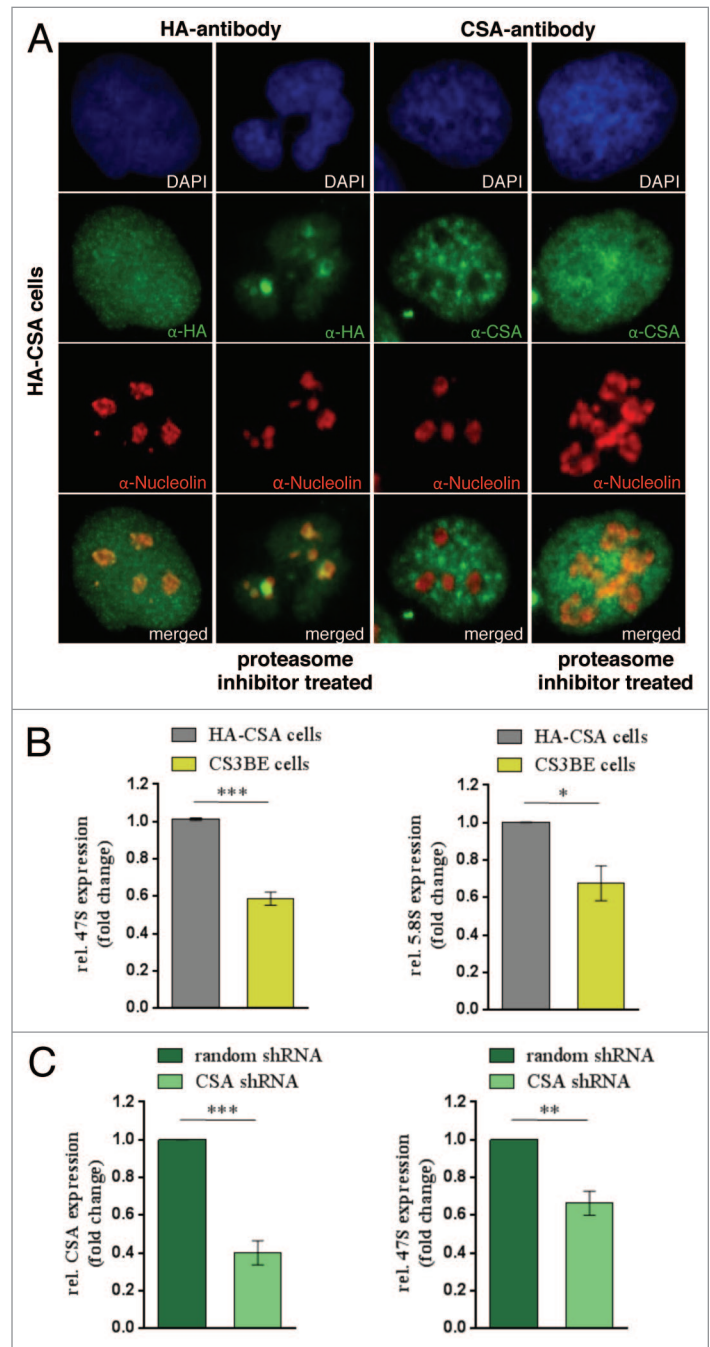 A
HA-antibody CSA-antibody
HA-CSA cells
DAPI DAPI DAPI DAPI
α-HA α-HA α-CSA α-CSA
α-Nucleolin α-Nucleolin α-Nucleolin α-Nucleolin
merged merged merged merged
proteasome inhibitor treated
proteasome inhibitor treated
B
HA-CSA cells
CS3BE cells
rel. 47S expression
(fold change)
1.2
1.0
0.8
0.6
0.4
0.2
0.0
***
HA-CSA cells
CS3BE cells
rel. 5.8S expression
(fold change)
1.2
1.0
0.8
0.6
0.4
0.2
0.0
*
C
random shRNA
CSA shRNA
rel. CSA expression
(fold change)
1.2
1.0
0.8
0.6
0.4
0.2
0.0
***
random shRNA
CSA shRNA
rel. 47S expression
(fold change)
1.2
1.0
0.8
0.6
0.4
0.2
0.0
**